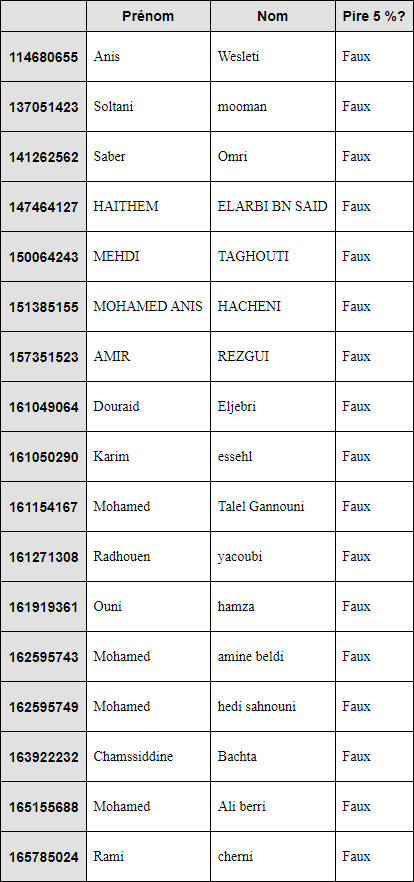 Prénom Nom Pire 5 %?
114680655 Anis Wesleti Faux
137051423 Soltani mooman Faux
141262562 Saber Omri Faux
147464127 HAITHEM ELARBI BN SAID Faux
150064243 MEHDI TAGHOUTI Faux
151385155 MOHAMED ANIS HACHENI Faux
157351523 AMIR REZGUI Faux
161049064 Douraid Eljebri Faux
161050290 Karim essehl Faux
161154167 Mohamed Talel Gannouni Faux
161271308 Radhouen yacoubi Faux
161919361 Ouni hamza Faux
162595743 Mohamed amine beldi Faux
162595749 Mohamed hedi sahnouni Faux
163922232 Chamssiddine Bachta Faux
165155688 Mohamed Ali berri Faux
165785024 Rami cherni Faux